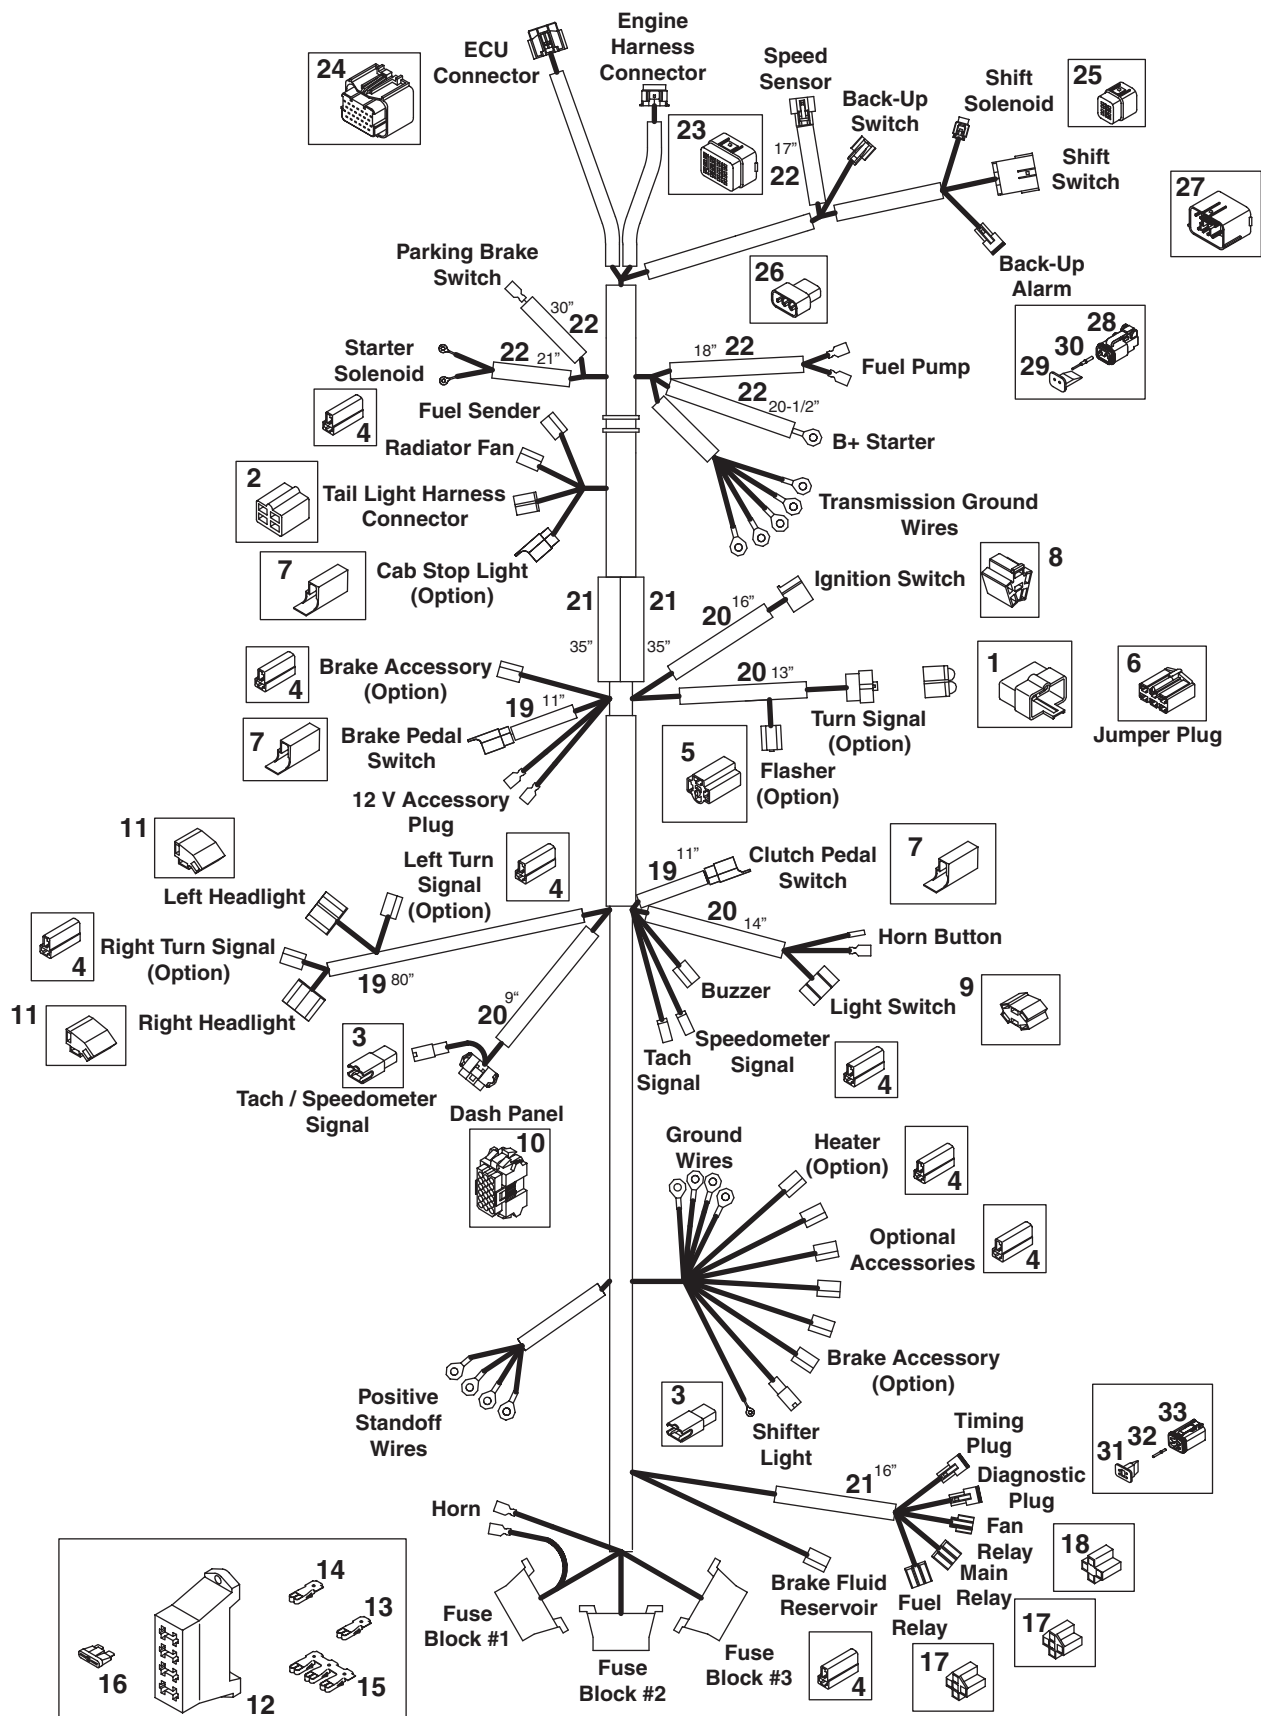 ECU
Connector
Engine
Harness
Connector
Speed
Sensor
Back-Up
Switch
Shift
Solenoid
25
24
23
17”
22
Shift
Switch
27
Parking Brake
Switch
26
Back-Up
Alarm
30”
22
28
30
29
Starter
Solenoid
22
21”
18”
22
Fuel Pump
4
Fuel Sender
22
20-1/2”
B+ Starter
Radiator Fan
2
Tail Light Harness
Connector
Transmission Ground
Wires
7
Cab Stop Light
(Option)
Ignition Switch
8
21
35”
21
35”
20
16”
4
Brake Accessory
(Option)
20
13”
1
6
Jumper Plug
19
11”
7
Brake Pedal
Switch
Turn Signal
(Option)
5
Flasher
(Option)
12 V Accessory
Plug
11
Left Turn
Signal
(Option)
4
Clutch Pedal
Switch
7
19
11”
Left Headlight
20
14”
Horn Button
4
Right Turn Signal
(Option)
19
80”
Buzzer
Light Switch
9
11
Right Headlight
20
9“
Speedometer
Signal
Tach
Signal
4
3
Tach / Speedometer
Signal
Dash Panel
10
Ground
Wires
Heater
(Option)
4
Optional
Accessories
4
Brake Accessory
(Option)
Positive
Standoff
Wires
3
Shifter
Light
Timing
Plug
33
32
31
21
16”
Diagnostic
Plug
Horn
Fan
Relay
18
Main
Relay
Brake Fluid
Reservoir
Fuel
Relay
17
14
13
16
12
15
Fuse
Block #1
Fuse
Block #2
Fuse
Block #3
4
17